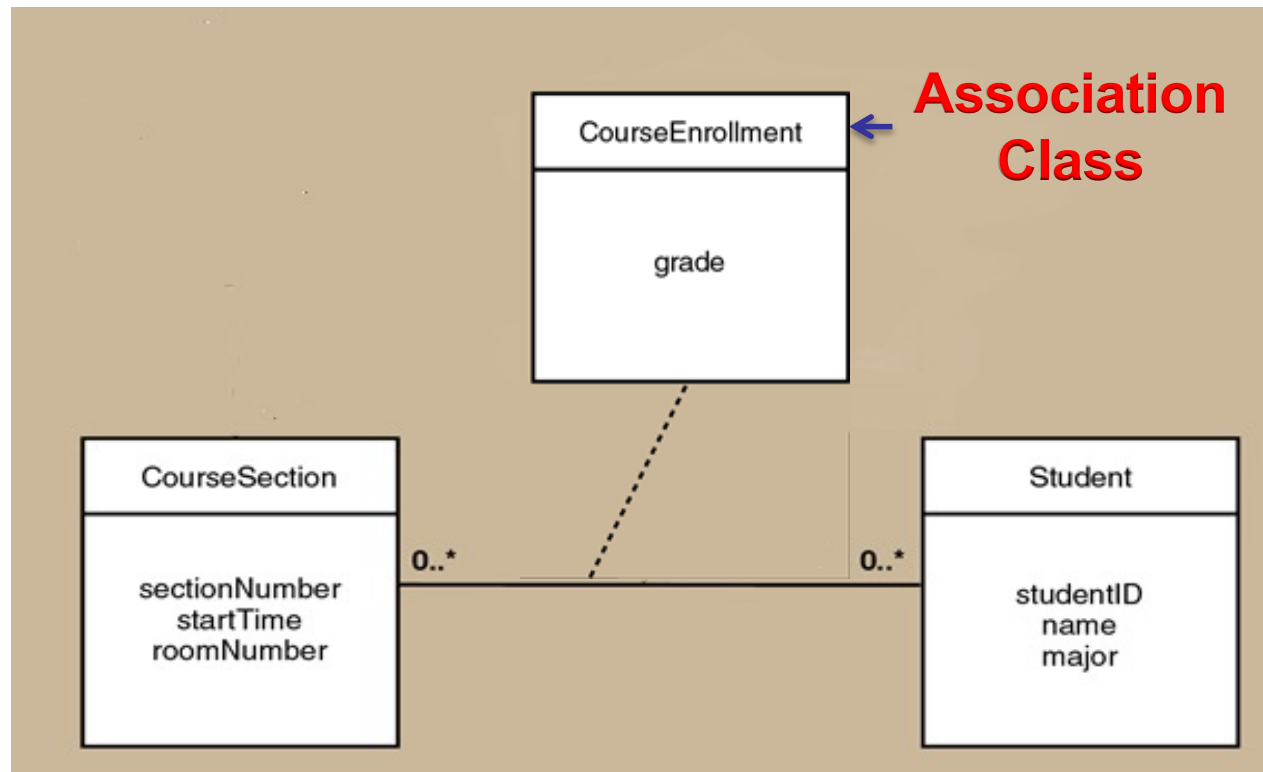 Association
Class
CourseEnrollment
grade
CourseSection
sectionNumber
startTime
roomNumber
0..*
0..*
Student
studentID
name
major